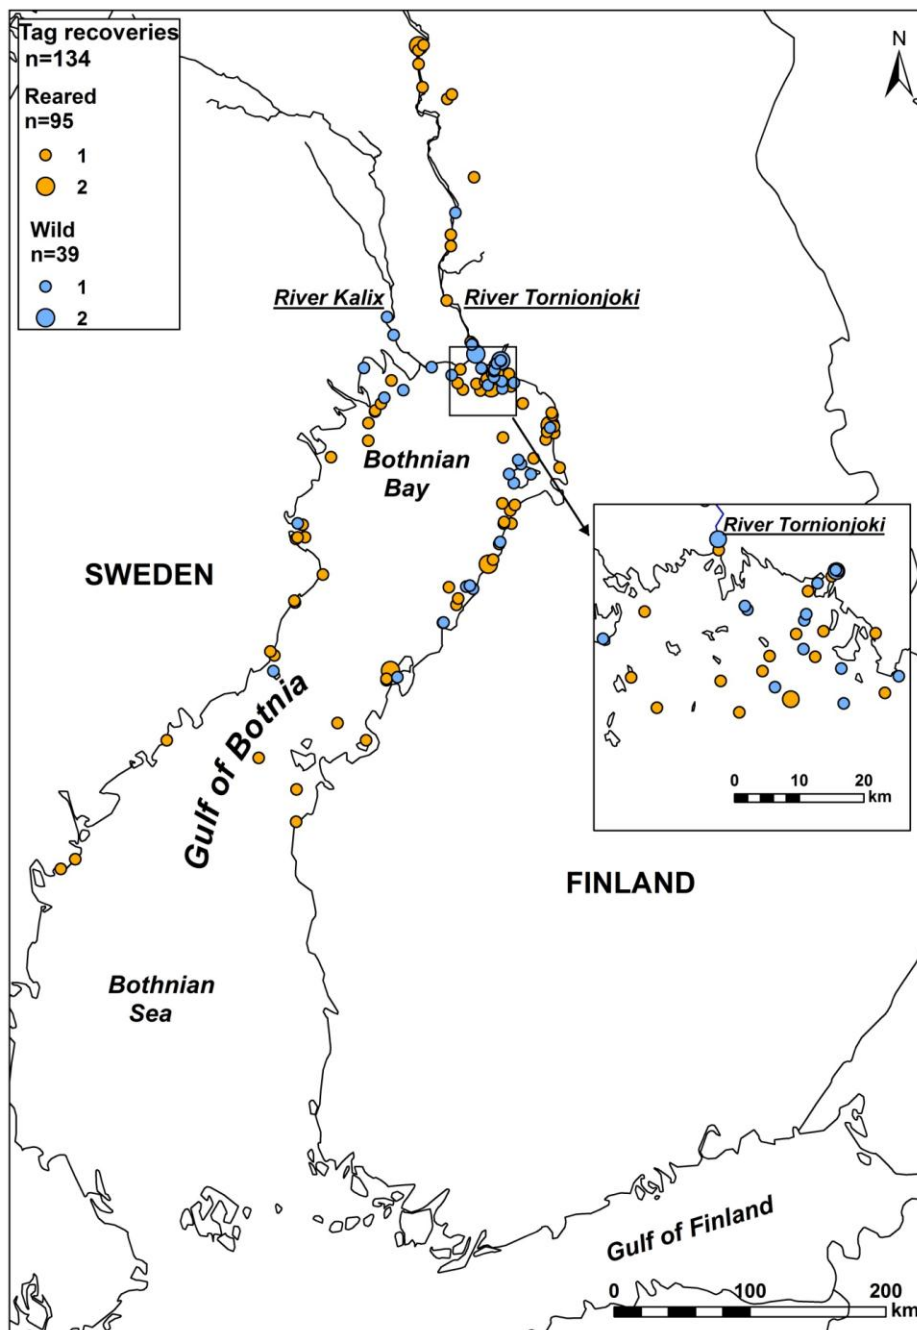 Tag recoveries
n=134
Reared
n=95
1
2
Wild
n=39
1
2
N
River Kalix
River Tornionjoki
Bothnian
Bay
River Tornionjoki
0 10 20
km
SWEDEN
Gulf of Botnia
FINLAND
Bothnian
Sea
Gulf of Finland
0 100 200
km